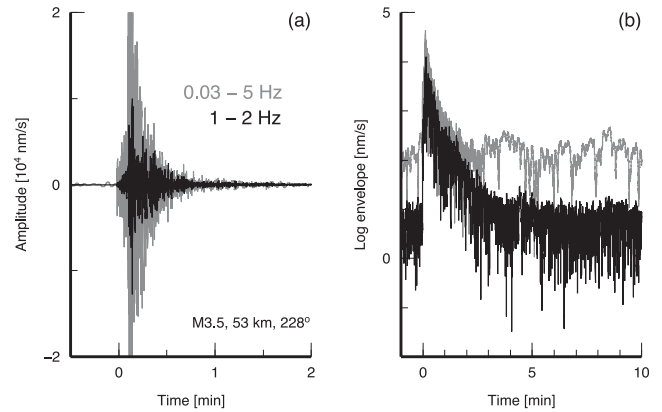 (a)
2
0
−2
Amplitude [10⁴ nm/s]
0.03 – 5 Hz
1 – 2 Hz
M3.5, 53 km, 228º
0 1 2
Time [min]
(b)
5
0
Log envelope [nm/s]
0 5 10
Time [min]